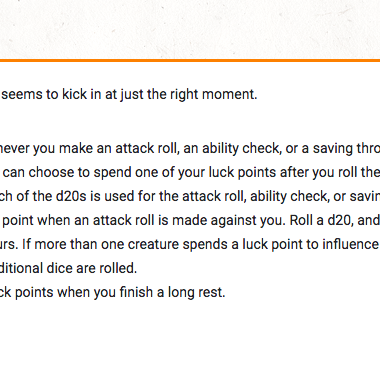 seems to kick in at just the right moment.
never you make an attack roll, an ability check, or a saving thro
can choose to spend one of your luck points after you roll the
ch of the d20s is used for the attack roll, ability check, or savin
point when an attack roll is made against you. Roll a d20, and
urs. If more than one creature spends a luck point to influence
ditional dice are rolled.
ck points when you finish a long rest.